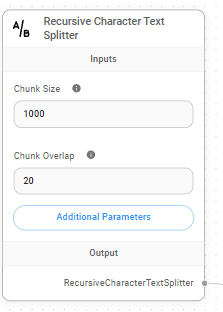 A/B
Recursive Character Text
Splitter
Inputs
Chunk Size
1000
Chunk Overlap
20
Additional Parameters
Output
RecursiveCharacterTextSplitter